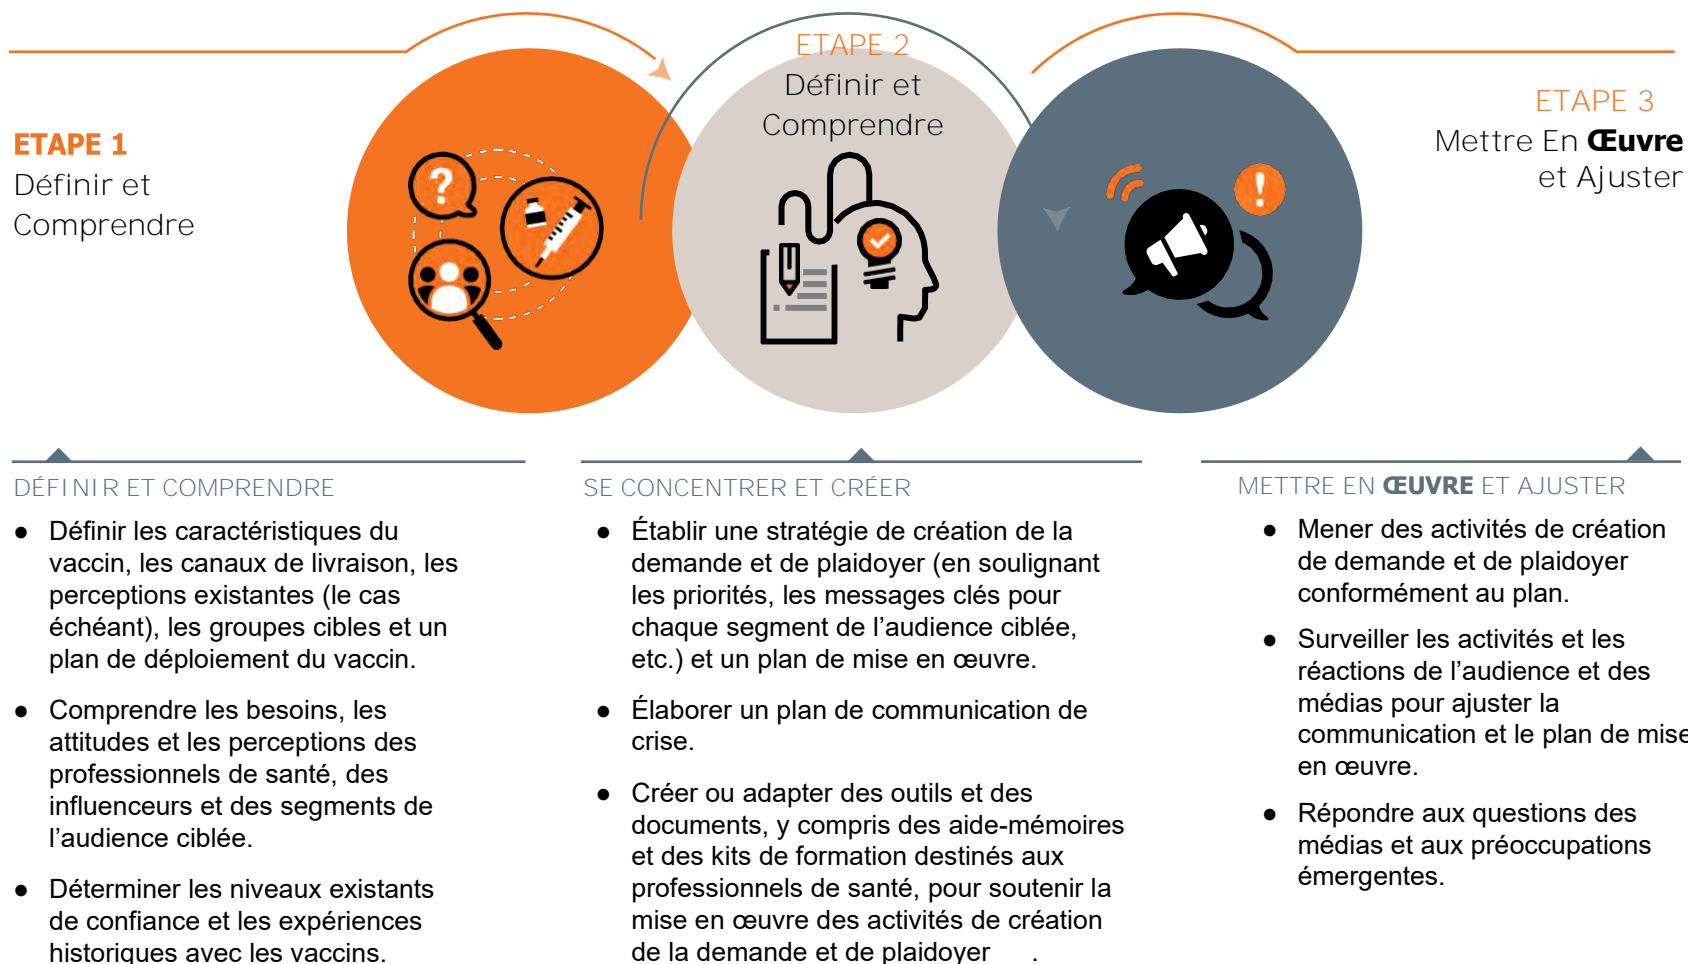 ETAPE 1
Définir et
Comprendre
ETAPE 2
Définir et
Comprendre
ETAPE 3
Mettre En Œuvre
et Ajuster
?
!
DÉFINIR ET COMPRENDRE
● Définir les caractéristiques du
vaccin, les canaux de livraison, les
perceptions existantes (le cas
échéant), les groupes cibles et un
plan de déploiement du vaccin.
● Comprendre les besoins, les
attitudes et les perceptions des
professionnels de santé, des
influenceurs et des segments de
l’audience ciblée.
● Déterminer les niveaux existants
de confiance et les expériences
historiques avec les vaccins.
SE CONCENTRER ET CRÉER
● Établir une stratégie de création de la
demande et de plaidoyer (en soulignant
les priorités, les messages clés pour
chaque segment de l’audience ciblée,
etc.) et un plan de mise en œuvre.
● Élaborer un plan de communication de
crise.
● Créer ou adapter des outils et des
documents, y compris des aide-mémoires
et des kits de formation destinés aux
professionnels de santé, pour soutenir la
mise en œuvre des activités de création
de la demande et de plaidoyer .
METTRE EN ŒUVRE ET AJUSTER
● Mener des activités de création
de demande et de plaidoyer
conformément au plan.
● Surveiller les activités et les
réactions de l’audience et des
médias pour ajuster la
communication et le plan de mise
en œuvre.
● Répondre aux questions des
médias et aux préoccupations
émergentes.